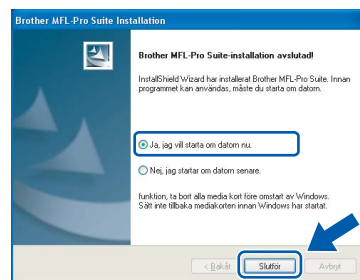 Brother MFL-Pro Suite Installation
Brother MFL-Pro Suite-installation avslutad!
InstallShield Wizard har installerat Brother MFL-Pro Suite. Innan
programmet kan användas, måste du starta om datorn.
Ja, jag vill starta om datorn nu.
Nej, jag startar om datorn senare.
funktion, ta bort alla media kort före omstart av Windows.
Sätt inte tillbaka mediakorten innan Windows har startat.
< Bakåt
Slutför
Avbryt